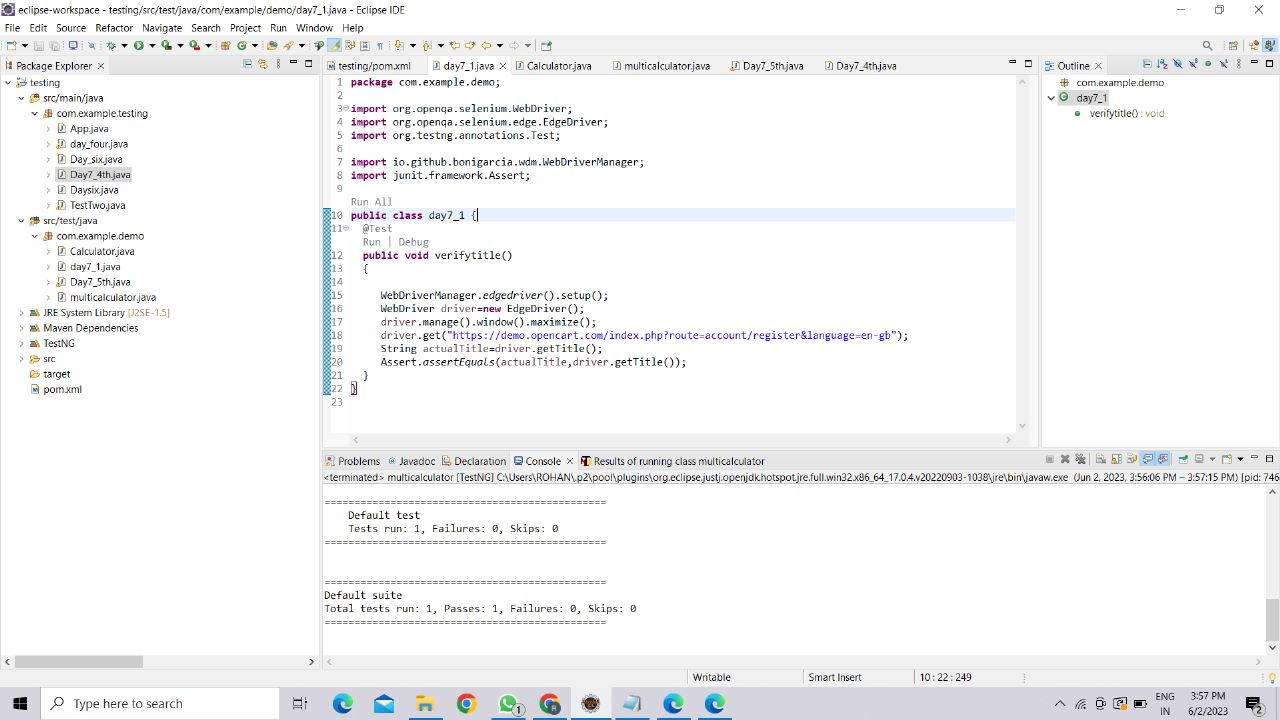 eclipse-workspace - testing/src/test/java/com/example/demo/day7_1.java - Eclipse IDE
File Edit Source Refactor Navigate Search Project Run Window Help
Package Explorer
testing
src/main/java
com.example.testing
App.java
day_four.java
Day_six.java
Day7_4th.java
Daysix.java
TestTwo.java
src/test/java
com.example.demo
Calculator.java
day7_1.java
Day7_5th.java
multicalculator.java
JRE System Library [J2SE-1.5]
Maven Dependencies
TestNG
src
target
pom.xml
testing/pom.xml day7_1.java Calculator.java multicalculator.java Day7_5th.java Day7_4th.java
1 package com.example.demo;
2
3 import org.openqa.selenium.WebDriver;
4 import org.openqa.selenium.edge.EdgeDriver;
5 import org.testng.annotations.Test;
6
7 import io.github.bonigarcia.wdm.WebDriverManager;
8 import junit.framework.Assert;
9
Run All
10 public class day7_1 {
11 @Test
Run | Debug
12 public void verifytitle()
13 {
14
15 WebDriverManager.edgedriver().setup();
16 WebDriver driver=new EdgeDriver();
17 driver.manage().window().maximize();
18 driver.get("https://demo.opencart.com/index.php?route=account/register&language=en-gb");
19 String actualTitle=driver.getTitle();
20 Assert.assertEquals(actualTitle,driver.getTitle());
21 }
22 }
23
Outline
com.example.demo
day7_1
verifytitle() : void
Problems Javadoc Declaration Console Results of running class multicalculator
<terminated> multicalculator [TestNG] C:\Users\ROHAN\.p2\pool\plugins\org.eclipse.justj.openjdk.hotspot.jre.full.win32.x86_64_17.0.4.v20220903-1038\jre\bin\javaw.exe (Jun 2, 2023, 3:56:06 PM – 3:57:15 PM) [pid: 746
===============================================
Default test
Tests run: 1, Failures: 0, Skips: 0
===============================================
===============================================
Default suite
Total tests run: 1, Passes: 1, Failures: 0, Skips: 0
===============================================
Writable Smart Insert 10 : 22 : 249
Type here to search
1
R
ENG
IN
3:57 PM
6/2/2023
2